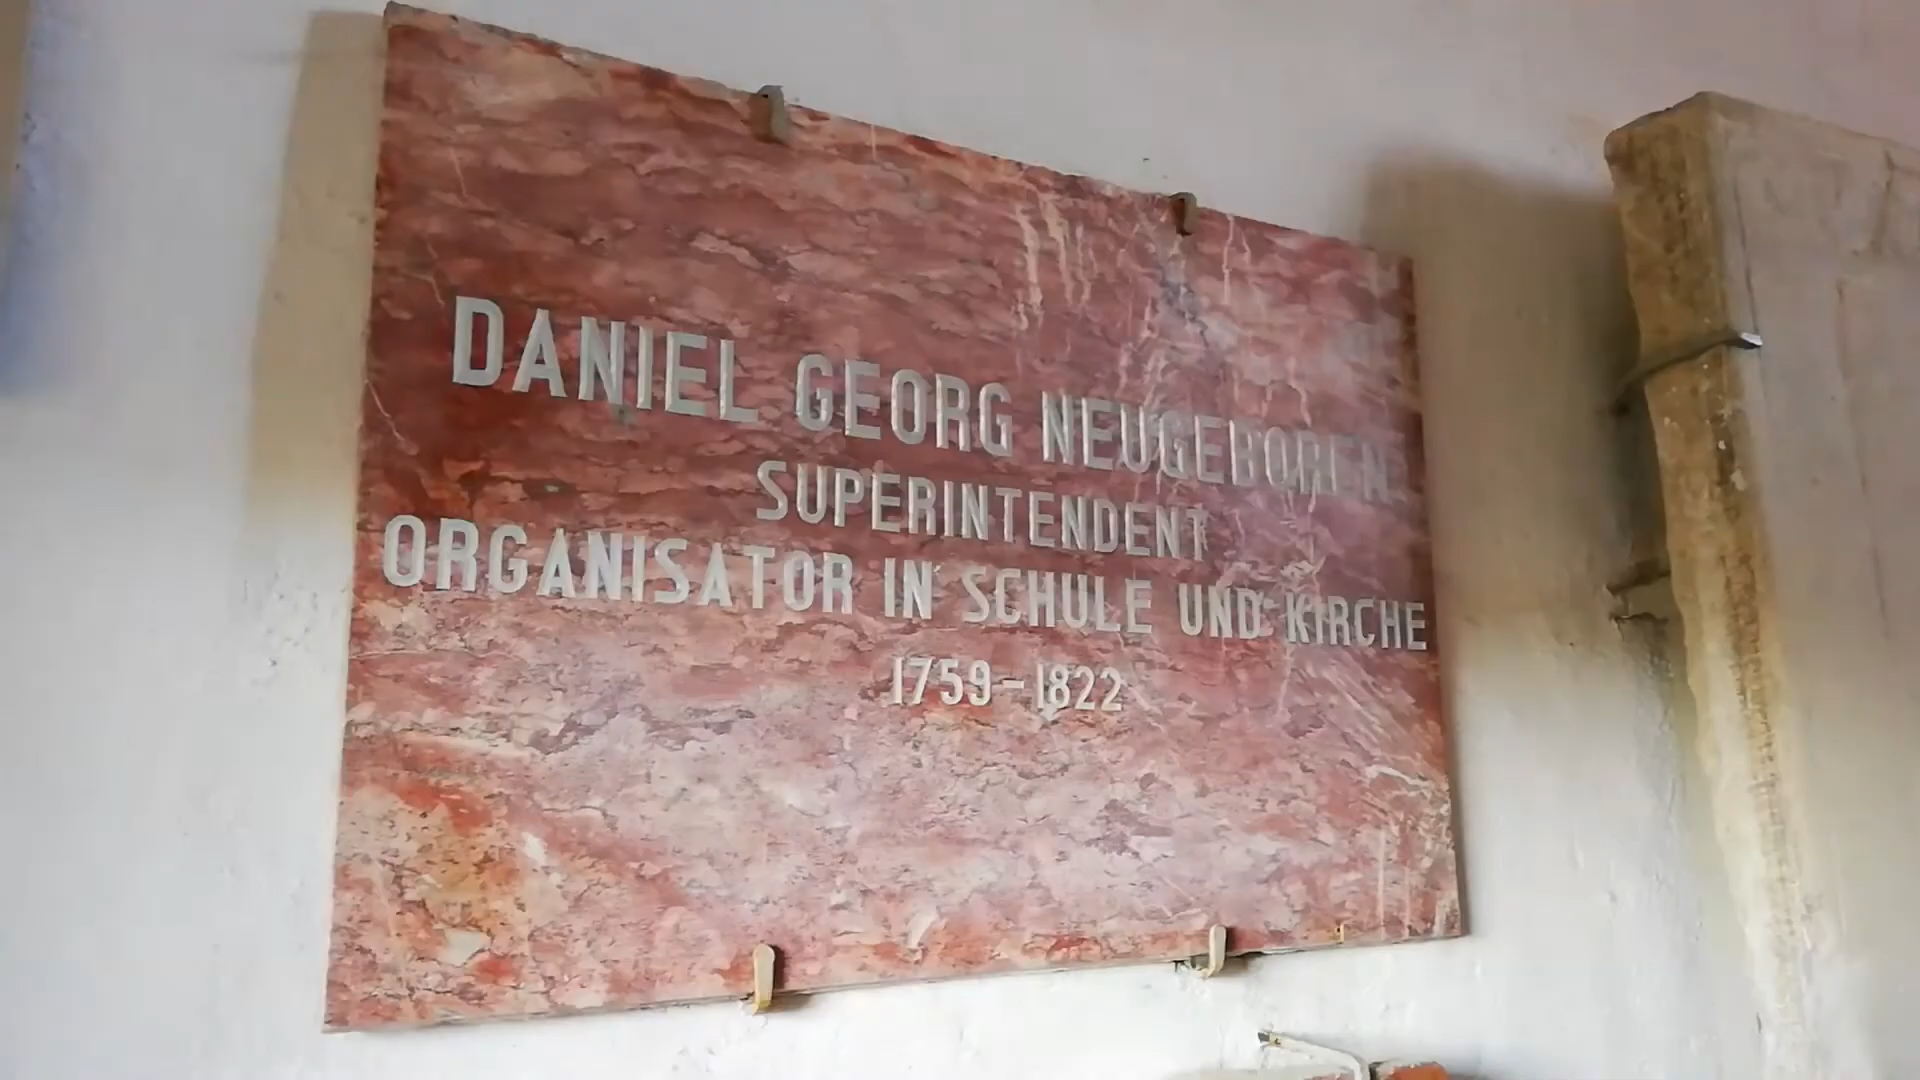 DANIEL GEORG NEUGEBOREN
SUPERINTENDENT
ORGANISATOR IN SCHULE UND KIRCHE
1759-1822